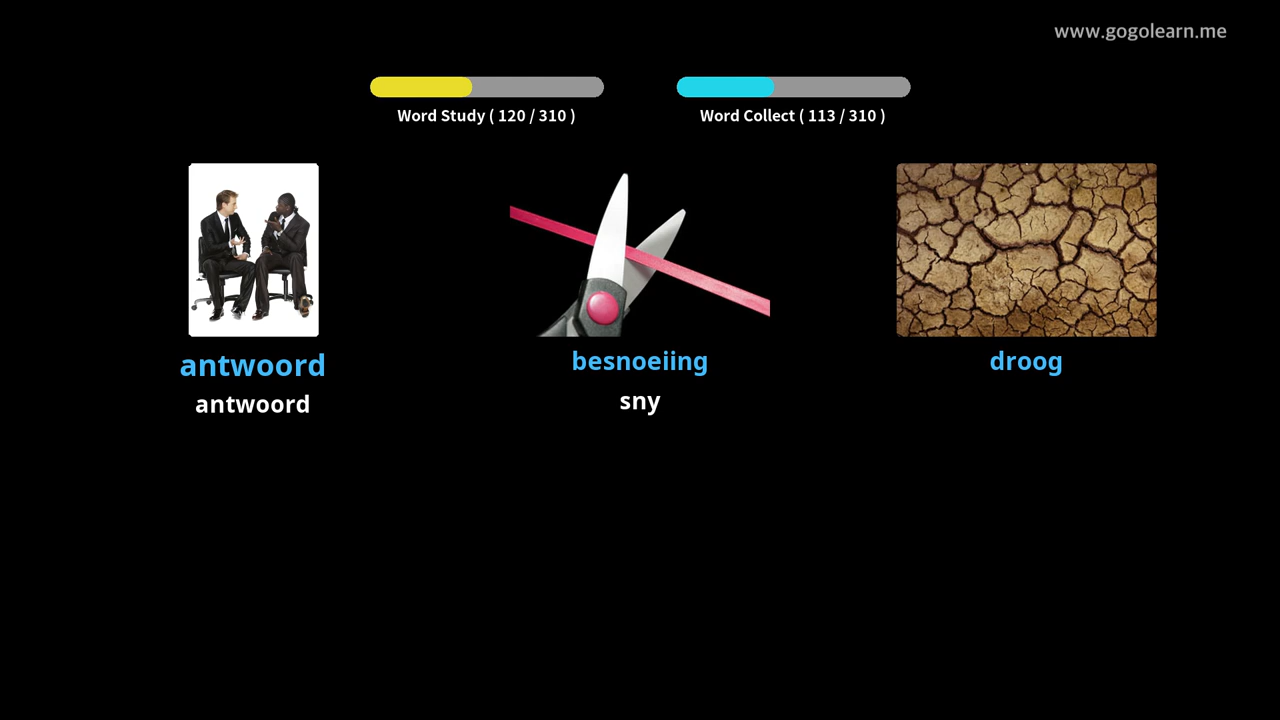 www.gogolearn.me
Word Study ( 120 / 310 )
Word Collect ( 113 / 310 )
antwoord
antwoord
besnoeiing
sny
droog